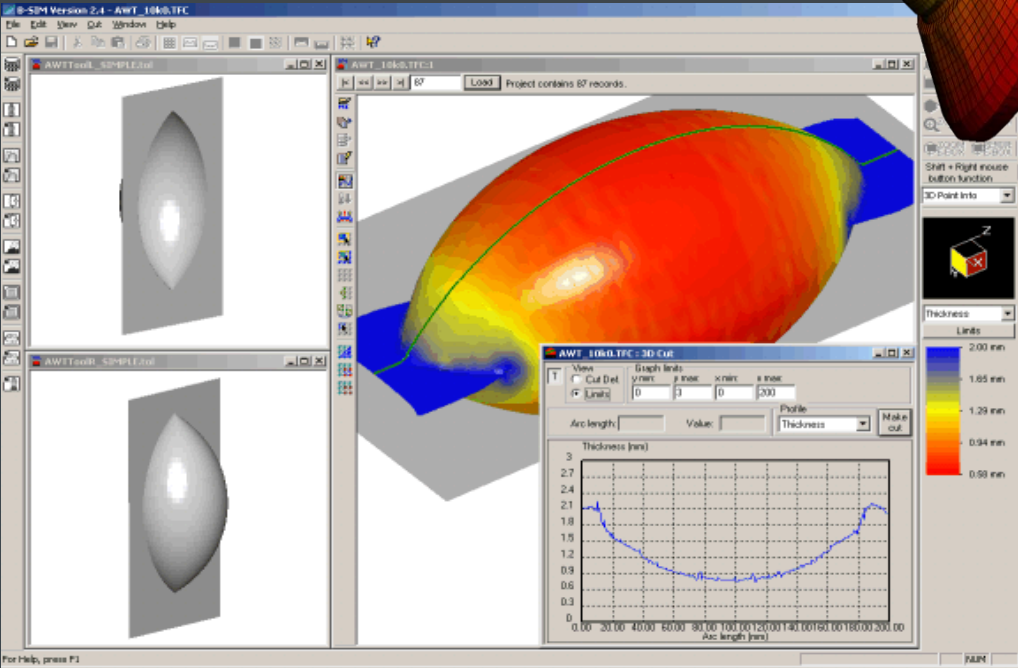 B-SIM Version 2.4 - AWT_10k0.TFC
File Edit View Cut Window Help
AWTToolL_SIMPLE.tol
AWT_10k0.TFC:1
87 Load Project contains 87 records.
Shift + Right mouse
button function
3D Point Info
Z
X
Thickness
Limits
2.00 mm
1.65 mm
1.29 mm
0.94 mm
0.58 mm
AWTToolR_SIMPLE.tol
AWT_10k0.TFC : 3D Cut
T
View
Cut Def.
Limits
Graph limits
y min: y max: x min: x max:
0 3 0 200
Arc length: Value:
Profile
Thickness
Make
cut
Thickness (mm)
3
2.7
2.4
2.1
1.8
1.5
1.2
0.9
0.6
0.3
0
0.00 20.00 40.00 60.00 80.00 100.00 120.00 140.00 160.00 180.00 200.00
Arc length (mm)
For Help, press F1
NUM